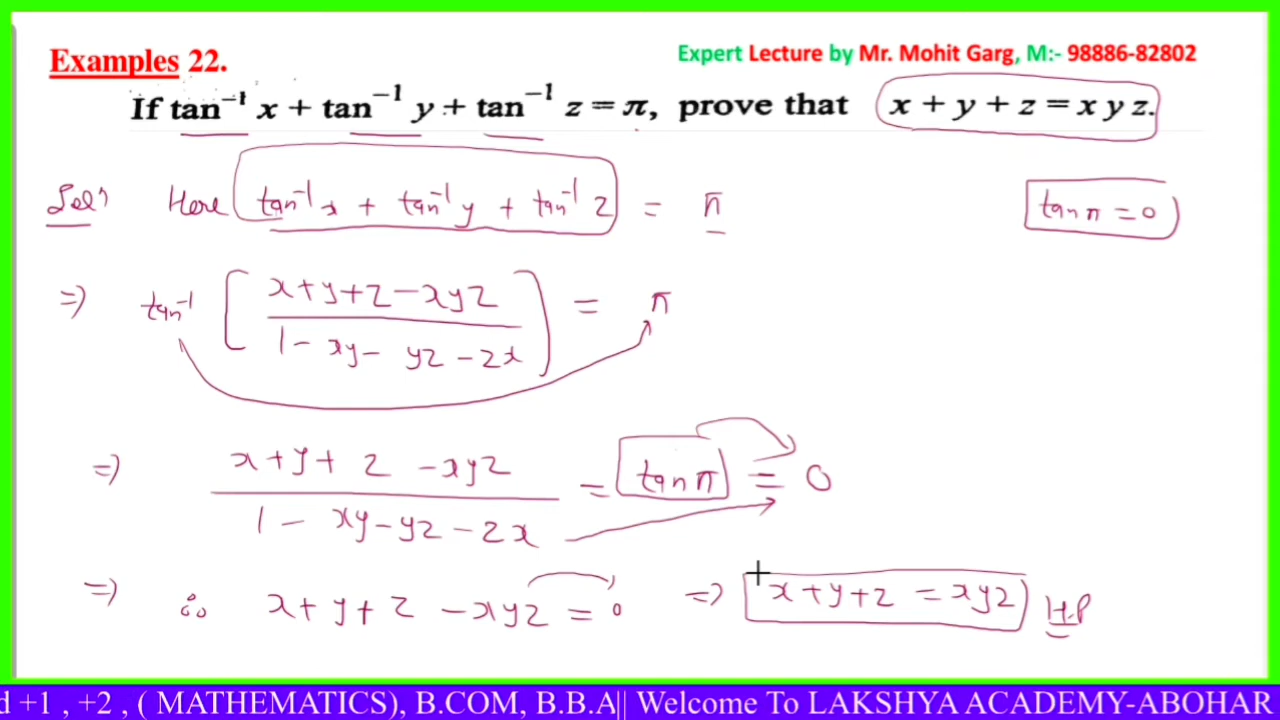 Examples 22.
Expert Lecture by Mr. Mohit Garg, M:- 98886-82802
If tan⁻¹ x + tan⁻¹ y + tan⁻¹ z = π, prove that x + y + z = x y z.
Solⁿ Here tan⁻¹x + tan⁻¹y + tan⁻¹z = π
tan π = 0
=> tan⁻¹ [ (x+y+z-xyz) / (1-xy-yz-zx) ] = π
=> (x+y+z-xyz) / (1-xy-yz-zx) = tan π = 0
=> ∴ x+y+z-xyz = 0 => x+y+z = xyz H.P
d +1 , +2 , ( MATHEMATICS), B.COM, B.B.A|| Welcome To LAKSHYA ACADEMY-ABOHAR